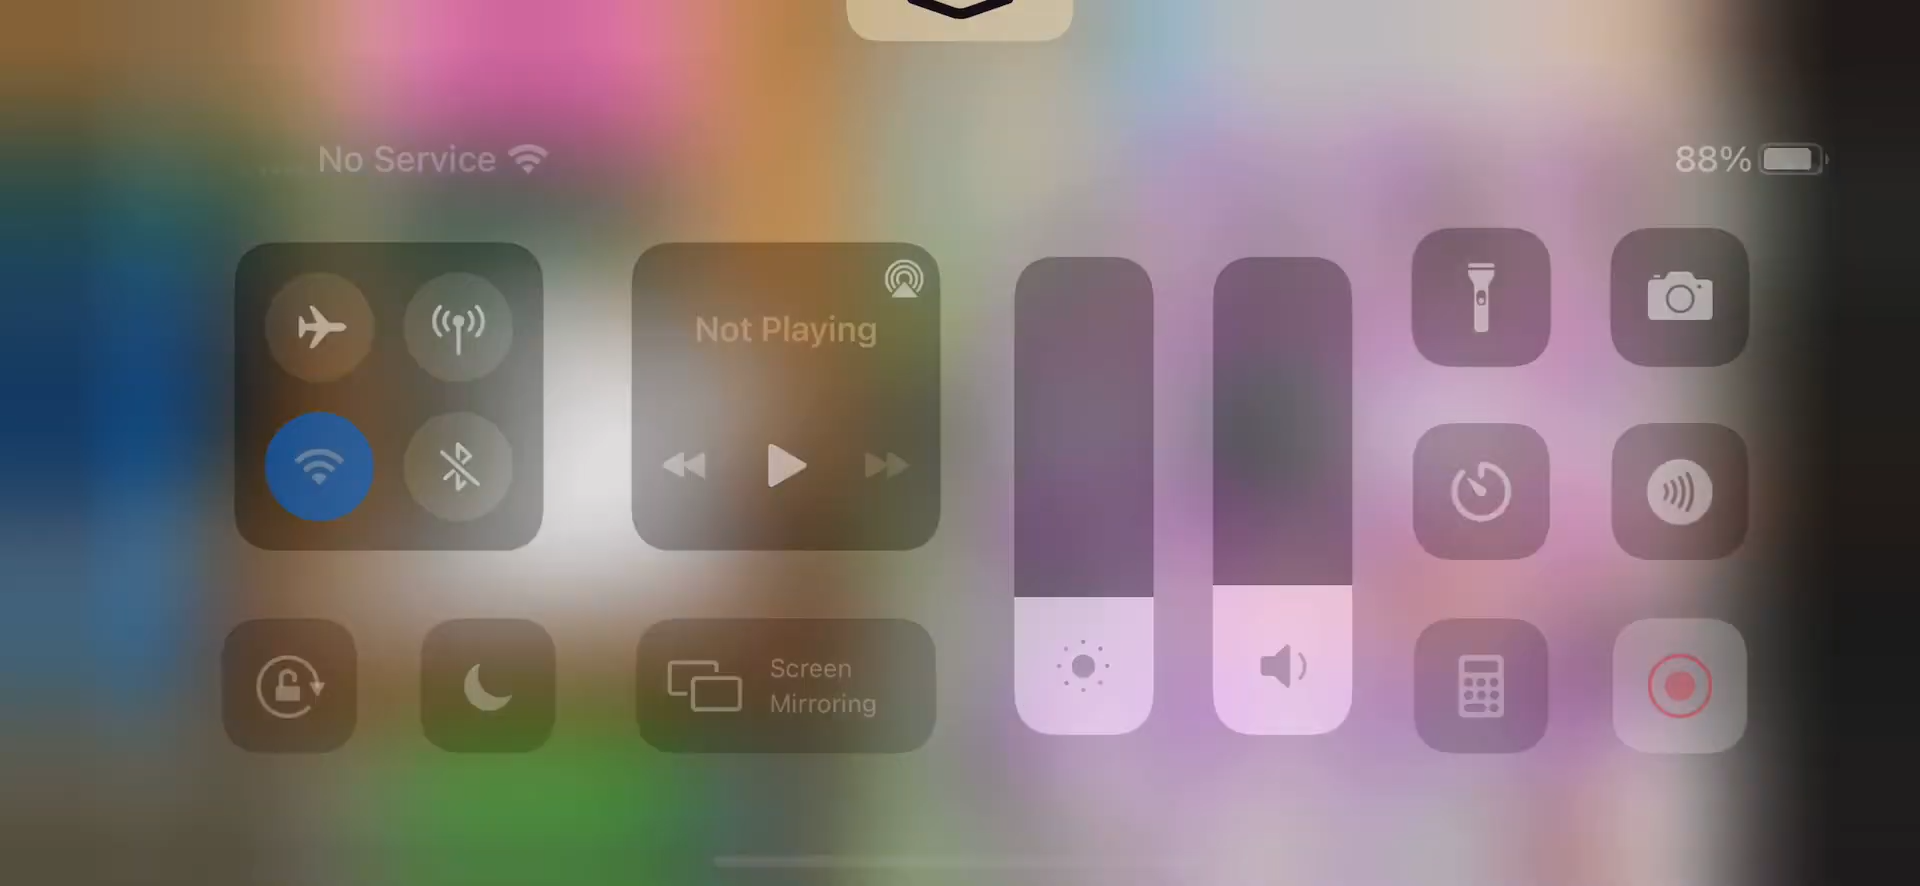 No Service
88%
Not Playing
Screen
Mirroring